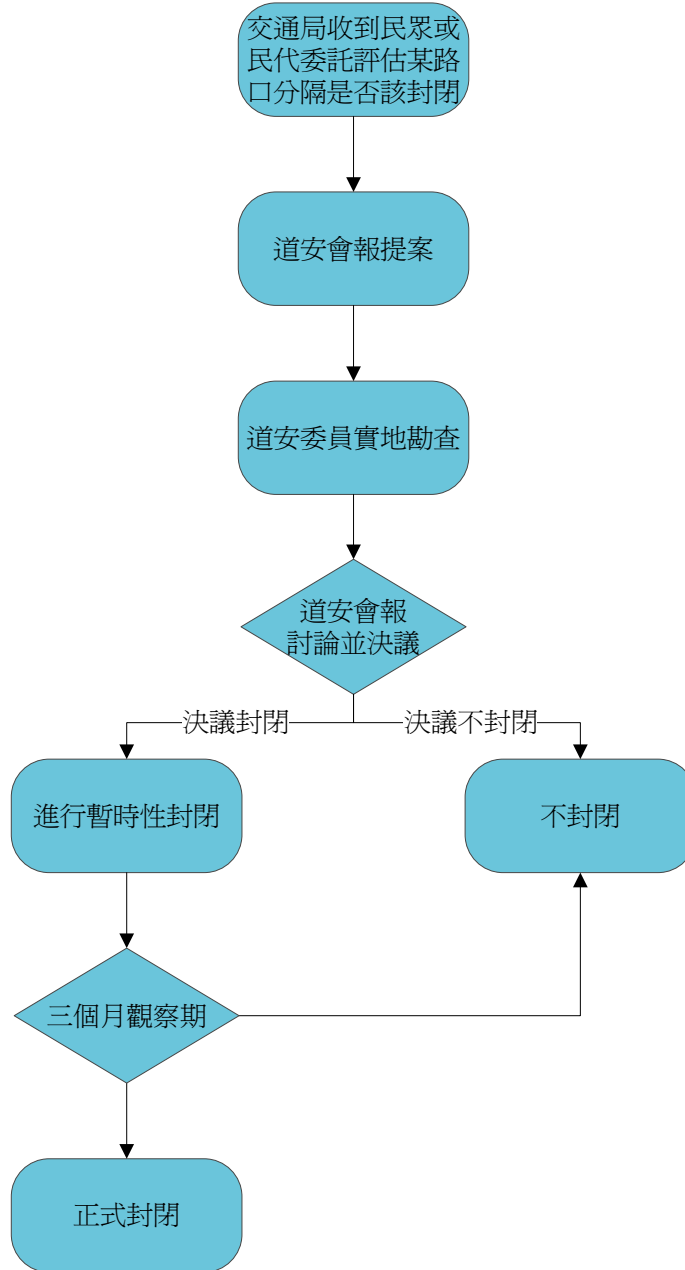 交通局收到民眾或
民代委託評估某路
口分隔是否該封閉
道安會報提案
道安委員實地勘查
道安會報
討論並決議
決議封閉
決議不封閉
進行暫時性封閉
不封閉
三個月觀察期
正式封閉